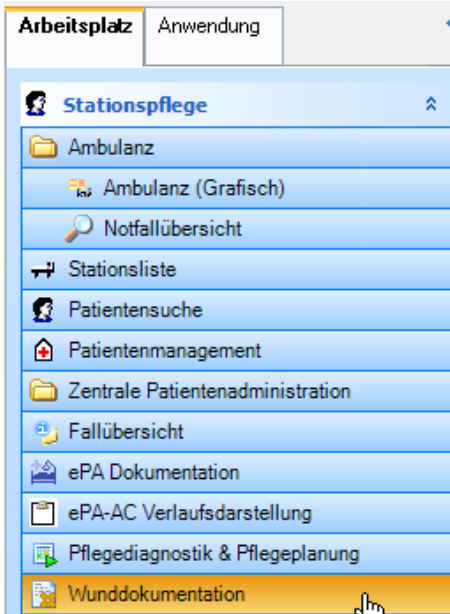 Arbeitsplatz Anwendung
Stationspflege
Ambulanz
Ambulanz (Grafisch)
Notfallübersicht
Stationsliste
Patientensuche
Patientenmanagement
Zentrale Patientenadministration
Fallübersicht
ePA Dokumentation
ePA-AC Verlaufsdarstellung
Pflegediagnostik & Pflegeplanung
Wunddokumentation